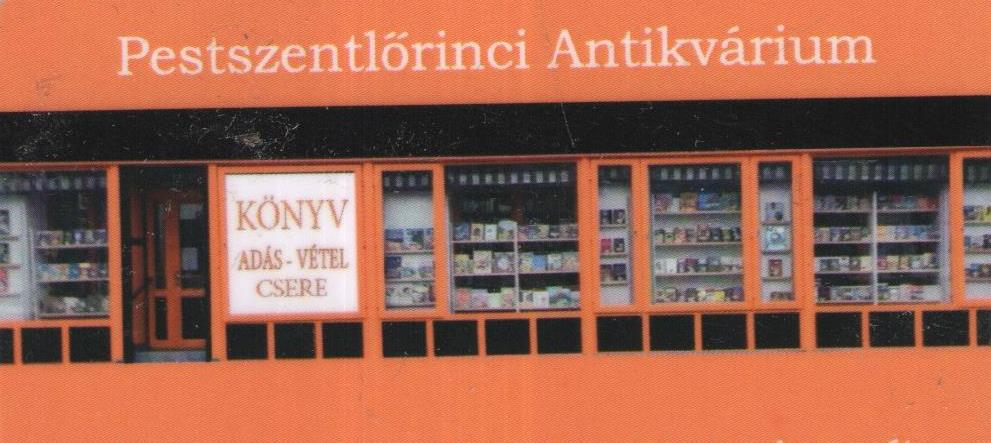 Pestszentlőrinci Antikvárium
KÖNYV
ADÁS - VÉTEL
CSERE